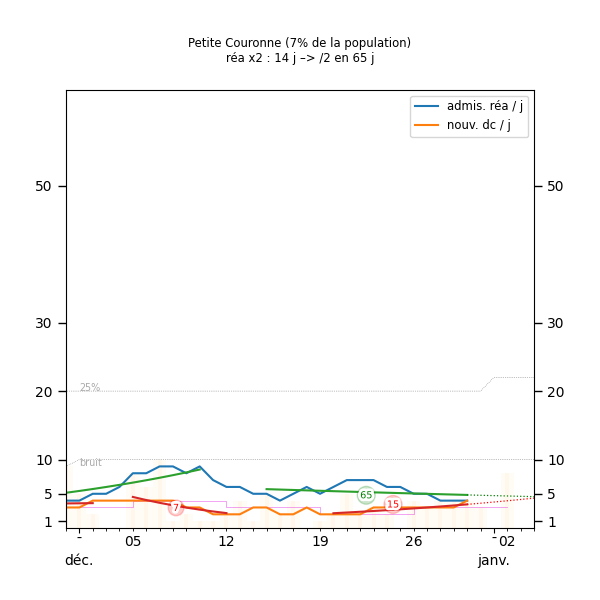 Petite Couronne (7% de la population)
réa x2 : 14 j –> /2 en 65 j
admis. réa / j
nouv. dc / j
50 50
30 30
25%
20 20
bruit
10 10
5 65 15 5
1 7 1
- 05 12 19 26 - 02
déc. janv.